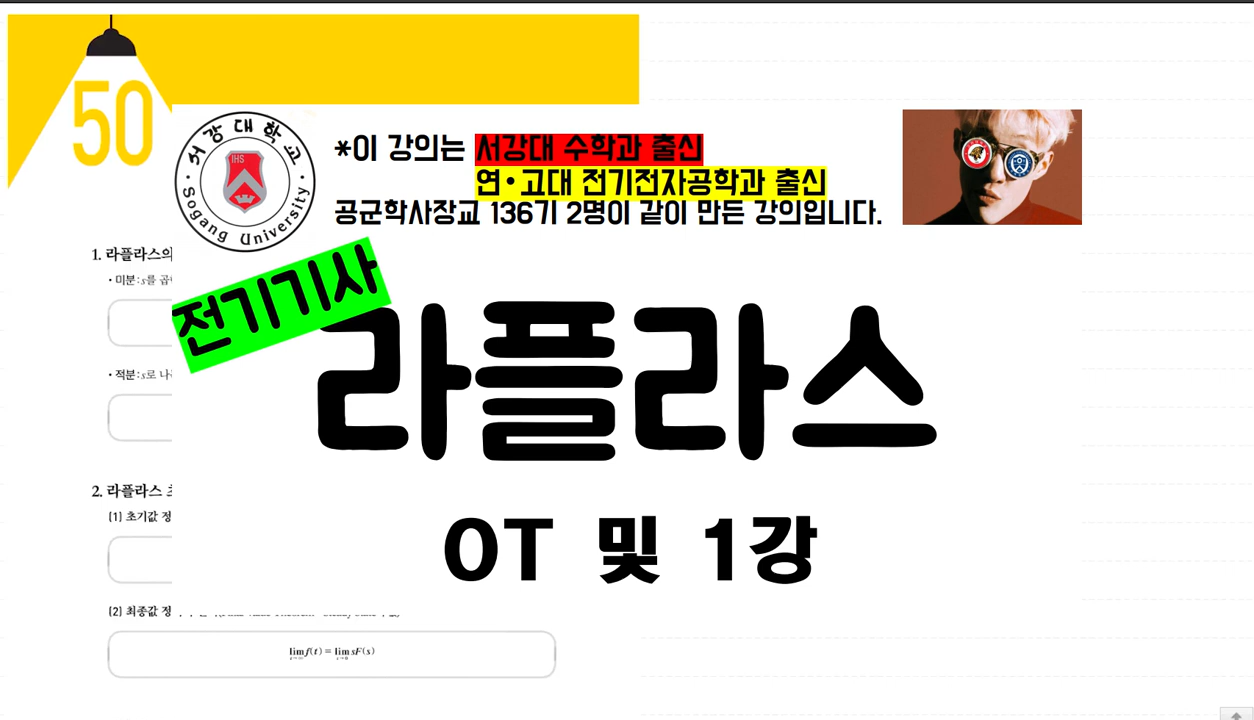 50
서강대학교
IHS
Sogang University
*이 강의는 서강대 수학과 출신
연•고대 전기전자공학과 출신
공군학사장교 136기 2명이 같이 만든 강의입니다.
1. 라플라스의
• 미분: s를 곱
전기기사
라플라스
• 적분: s로 나
2. 라플라스 초
(1) 초기값 정
OT 및 1강
(2) 최종값 정
lim f(t) = lim sF(s)